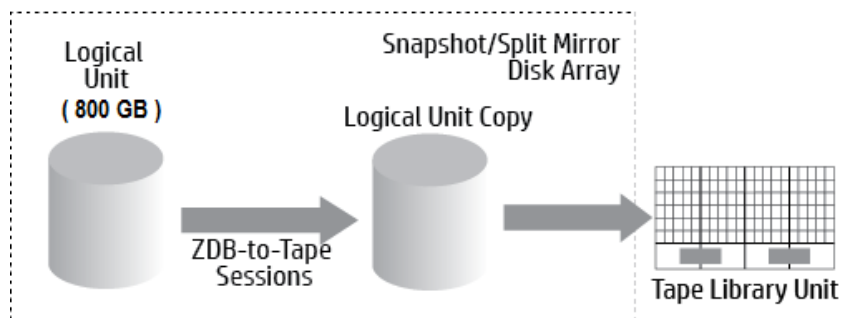 Logical
Unit
( 800 GB )
Snapshot/Split Mirror
Disk Array
Logical Unit Copy
ZDB-to-Tape
Sessions
Tape Library Unit